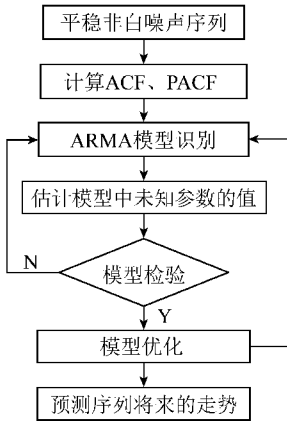 平稳非白噪声序列
计算ACF、PACF
ARMA模型识别
估计模型中未知参数的值
N
模型检验
Y
模型优化
预测序列将来的走势